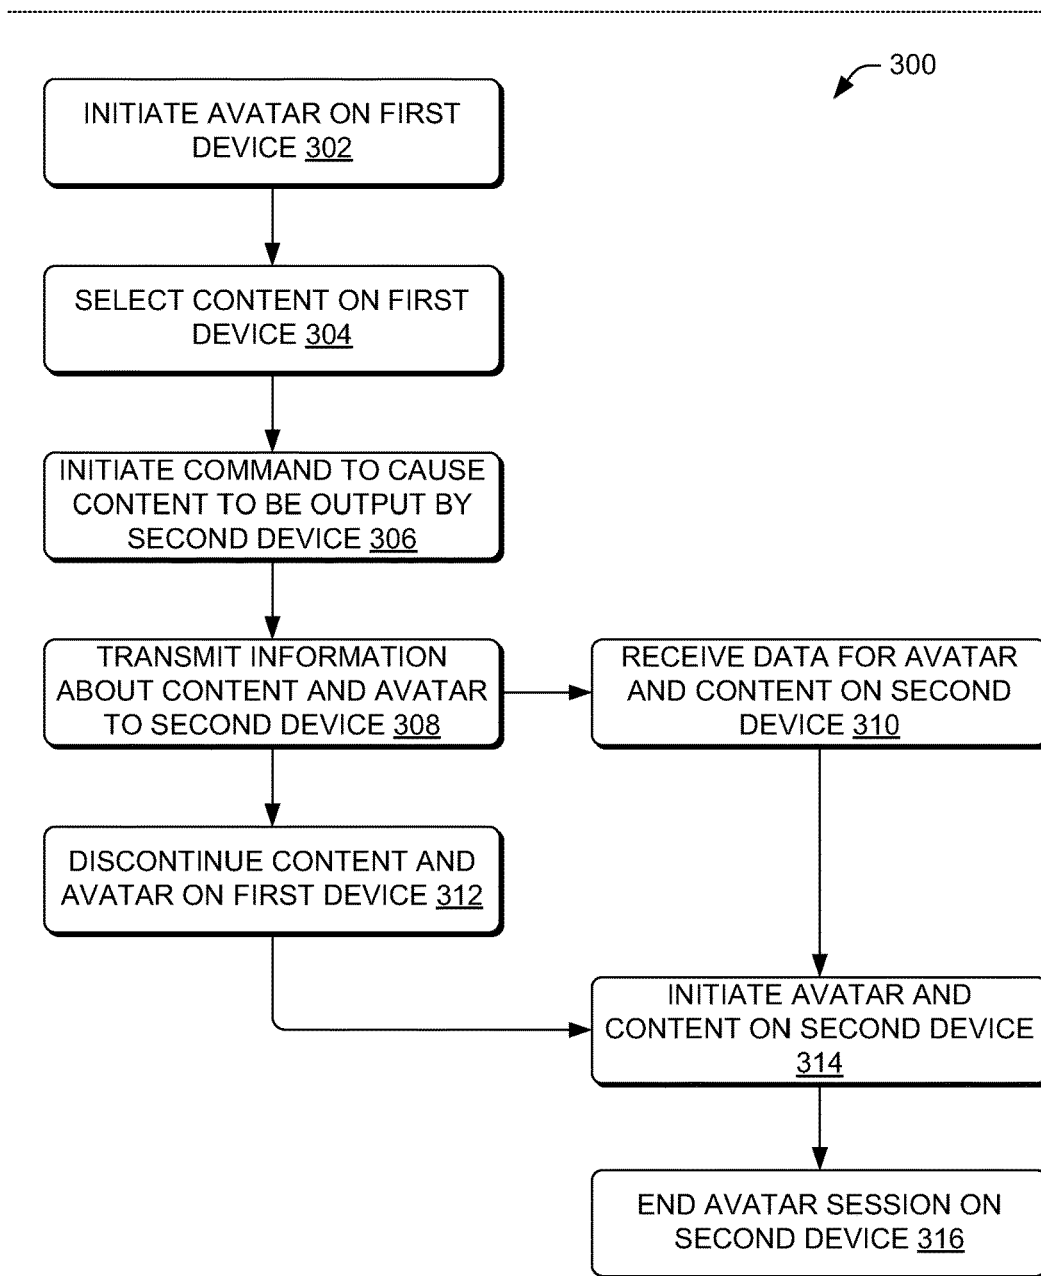 300
INITIATE AVATAR ON FIRST
DEVICE 302
SELECT CONTENT ON FIRST
DEVICE 304
INITIATE COMMAND TO CAUSE
CONTENT TO BE OUTPUT BY
SECOND DEVICE 306
TRANSMIT INFORMATION
ABOUT CONTENT AND AVATAR
TO SECOND DEVICE 308
RECEIVE DATA FOR AVATAR
AND CONTENT ON SECOND
DEVICE 310
DISCONTINUE CONTENT AND
AVATAR ON FIRST DEVICE 312
INITIATE AVATAR AND
CONTENT ON SECOND DEVICE
314
END AVATAR SESSION ON
SECOND DEVICE 316